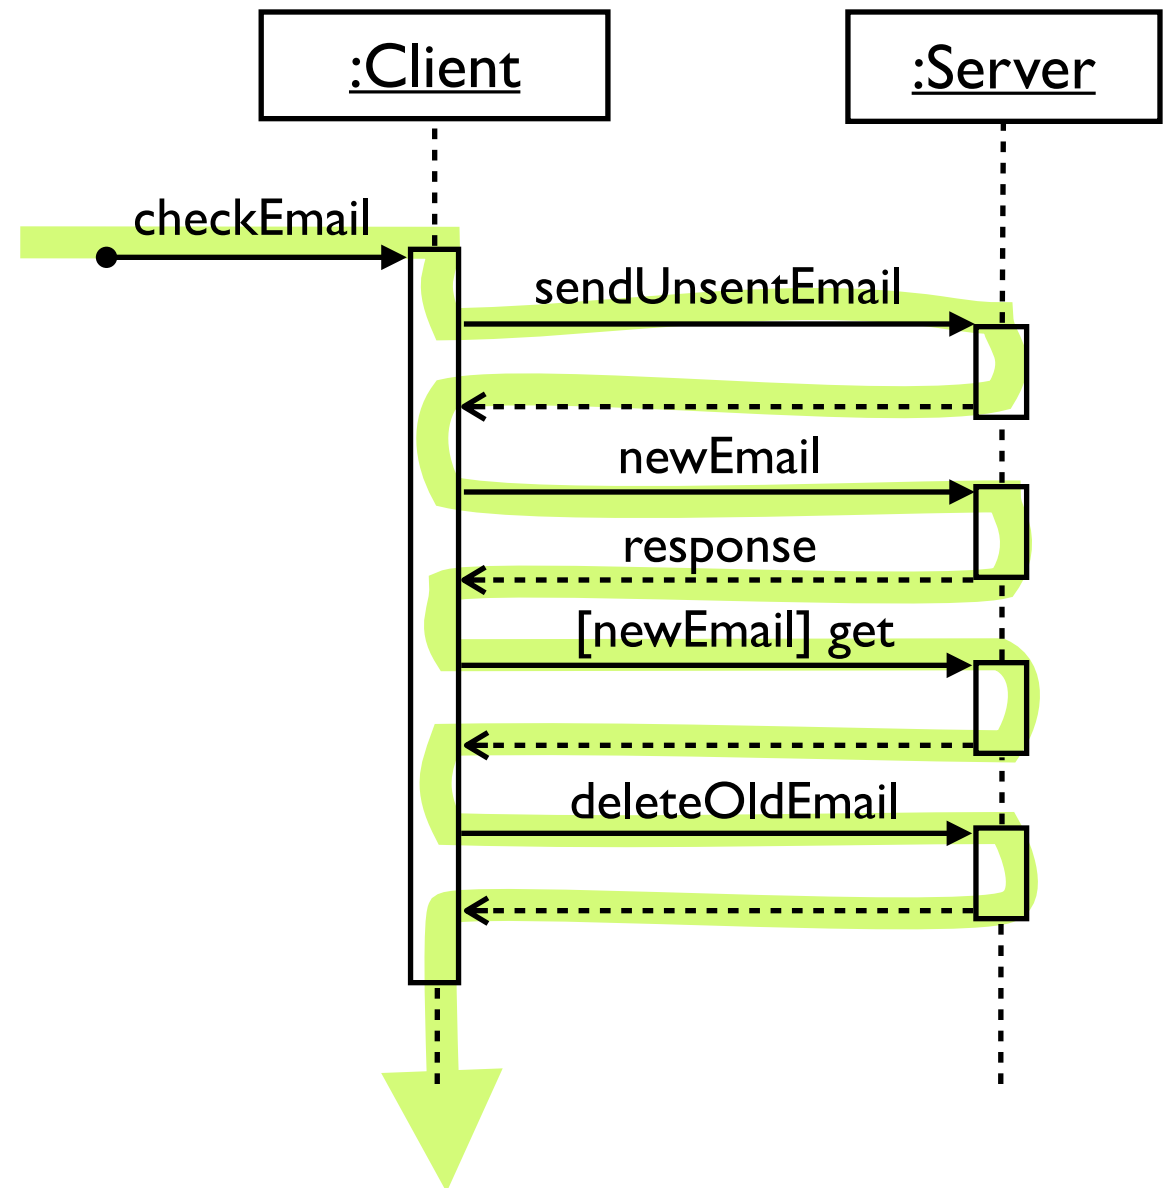 :Client
:Server
checkEmail
sendUnsentEmail
newEmail
response
[newEmail] get
deleteOldEmail